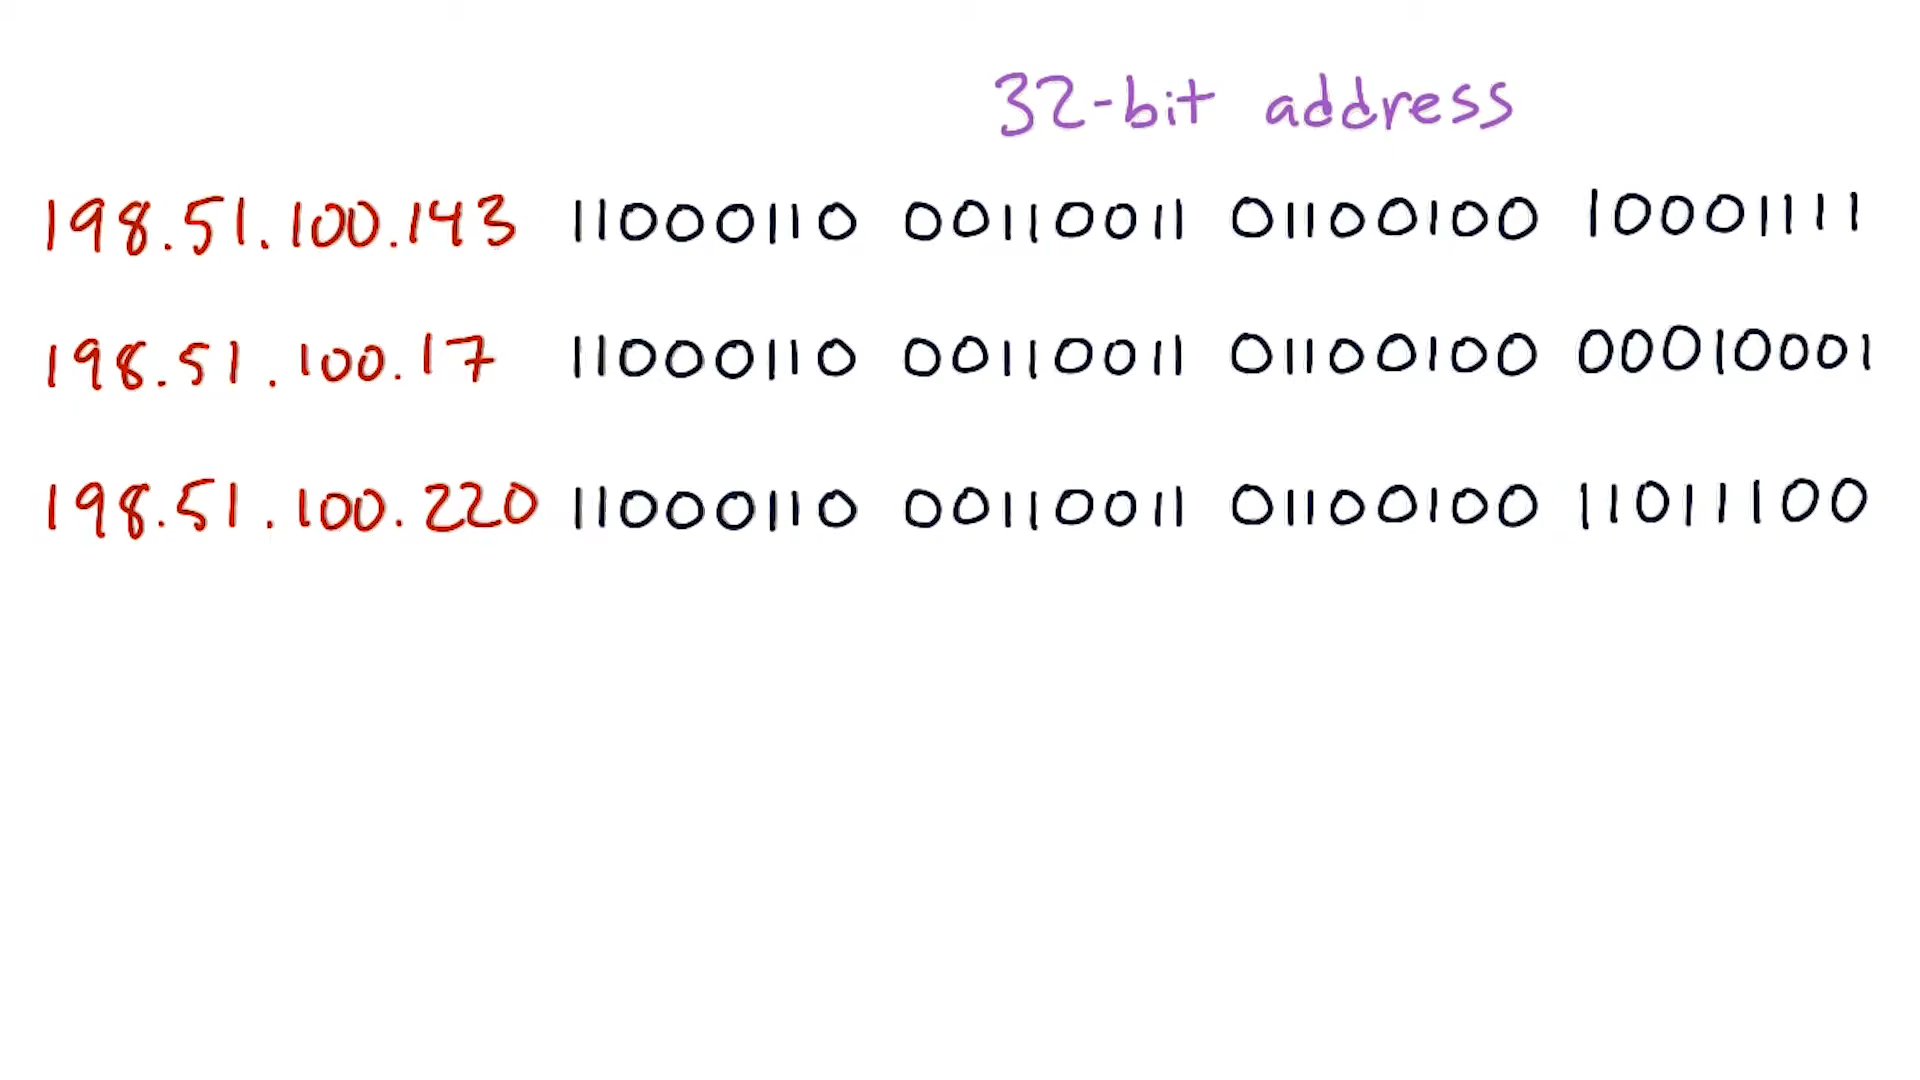 32-bit address
198.51.100.143 11000110 00110011 01100100 10001111
198.51.100.17 11000110 00110011 01100100 00010001
198.51.100.220 11000110 00110011 01100100 11011100